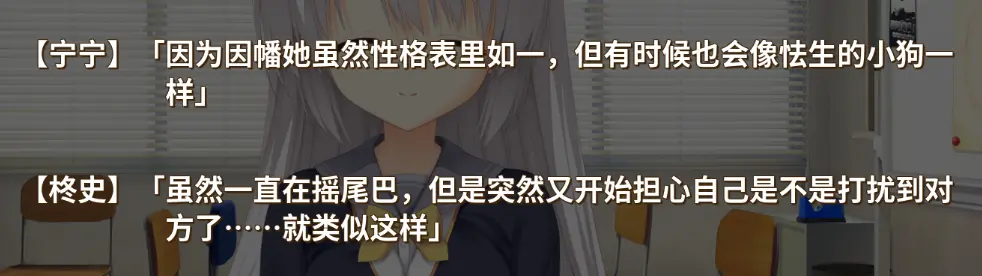 【宁宁】「因为因幡她虽然性格表里如一，但有时候也会像怯生的小狗一
样」
【柊史】「虽然一直在摇尾巴，但是突然又开始担心自己是不是打扰到对
方了……就类似这样」